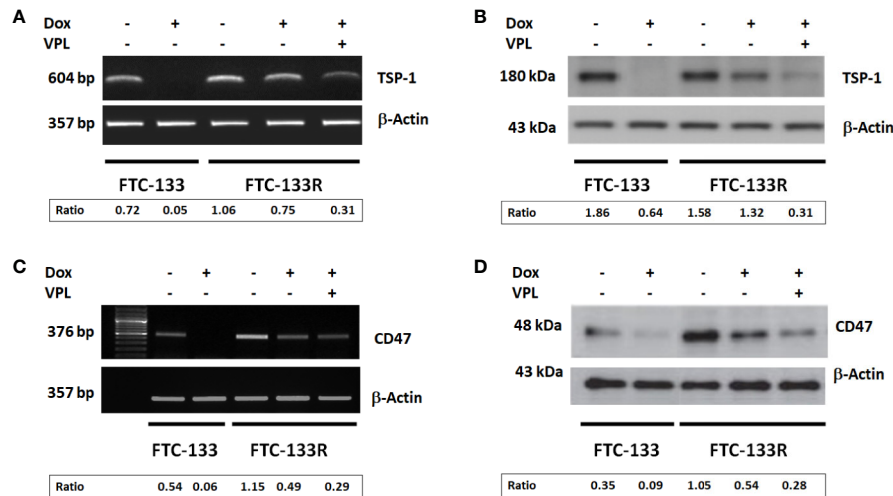 A
Dox - + - + +
VPL - - - - +
604 bp TSP-1
357 bp β-Actin
FTC-133 FTC-133R
Ratio 0.72 0.05 1.06 0.75 0.31
B
Dox - + - + +
VPL - - - - +
180 kDa TSP-1
43 kDa β-Actin
FTC-133 FTC-133R
Ratio 1.86 0.64 1.58 1.32 0.31
C
Dox - + - + +
VPL - - - - +
376 bp CD47
357 bp β-Actin
FTC-133 FTC-133R
Ratio 0.54 0.06 1.15 0.49 0.29
D
Dox - + - + +
VPL - - - - +
48 kDa CD47
43 kDa β-Actin
FTC-133 FTC-133R
Ratio 0.35 0.09 1.05 0.54 0.28